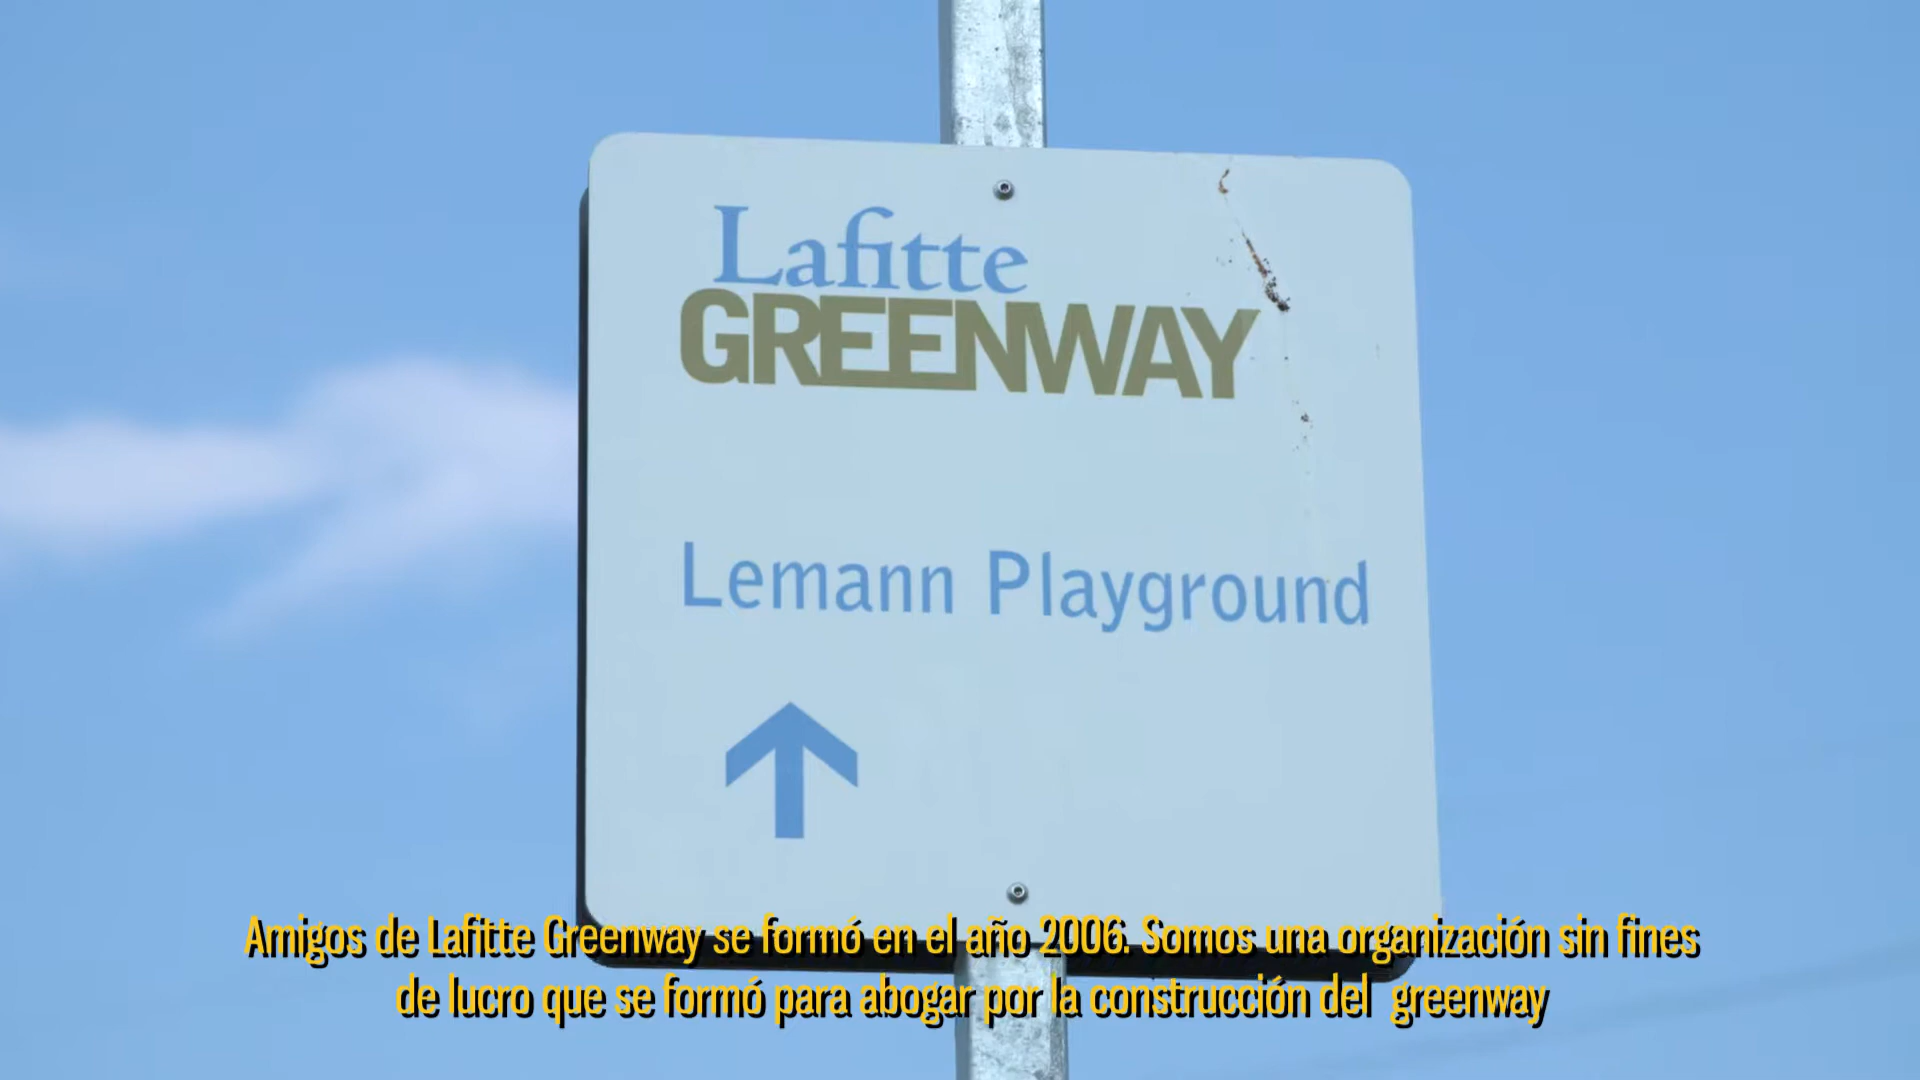 Lafitte
GREENWAY
Lemann Playground
Amigos de Lafitte Greenway se formó en el año 2006. Somos una organización sin fines
de lucro que se formó para abogar por la construcción del greenway